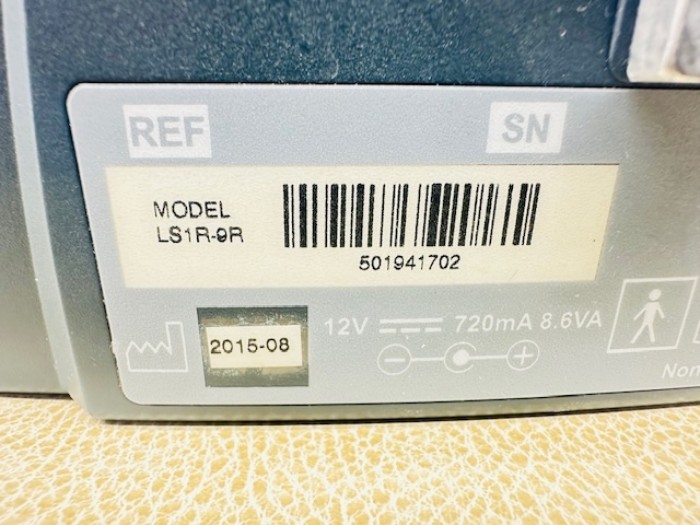 REF
SN
MODEL
LS1R-9R
501941702
2015-08
12V
720mA 8.6VA
Non